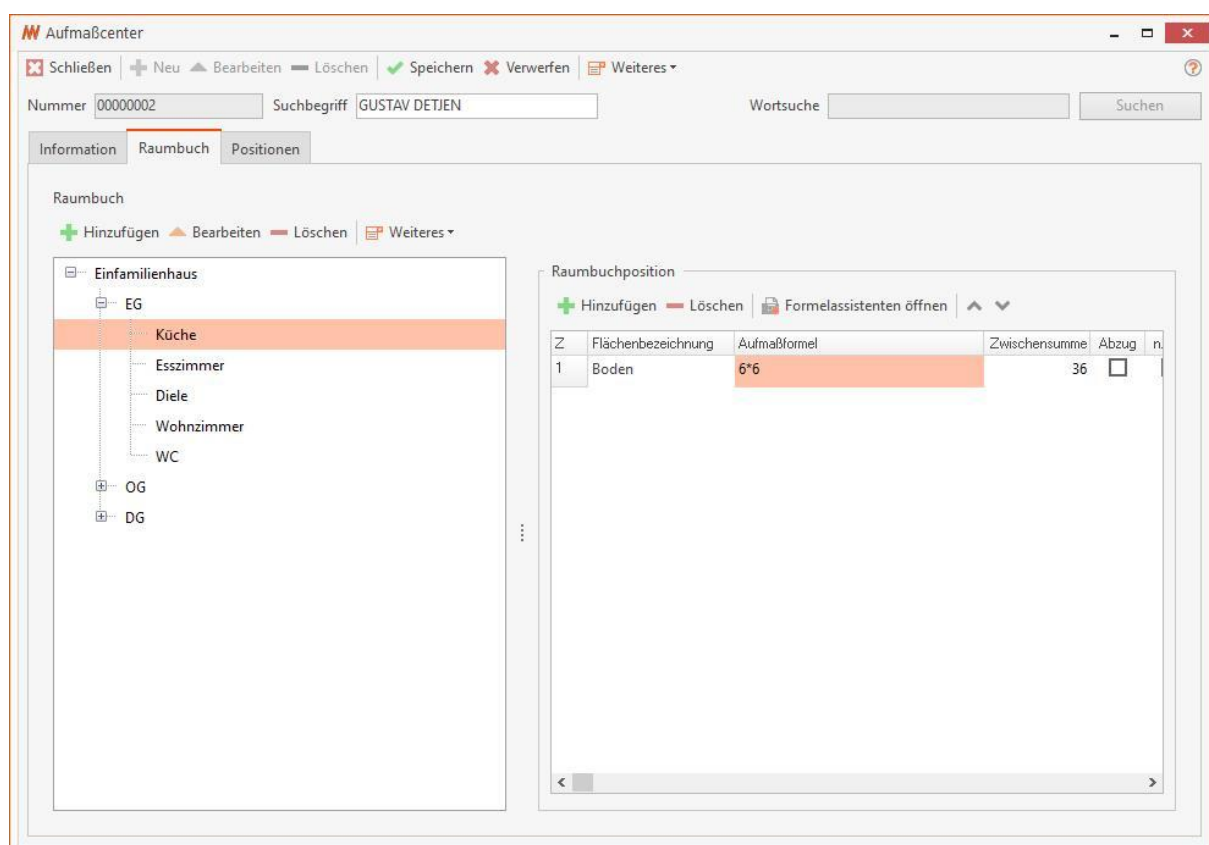 Aufmaßcenter
Schließen Neu Bearbeiten Löschen Speichern Verwerfen Weiteres
Nummer 00000002 Suchbegriff GUSTAV DETJEN Wortsuche Suchen
Information Raumbuch Positionen
Raumbuch
Hinzufügen Bearbeiten Löschen Weiteres
Einfamilienhaus
EG
Küche
Esszimmer
Diele
Wohnzimmer
WC
OG
DG
Raumbuchposition
Hinzufügen Löschen Formelassistenten öffnen
Z Flächenbezeichnung Aufmaßformel Zwischensumme Abzug n.
1 Boden 6*6 36